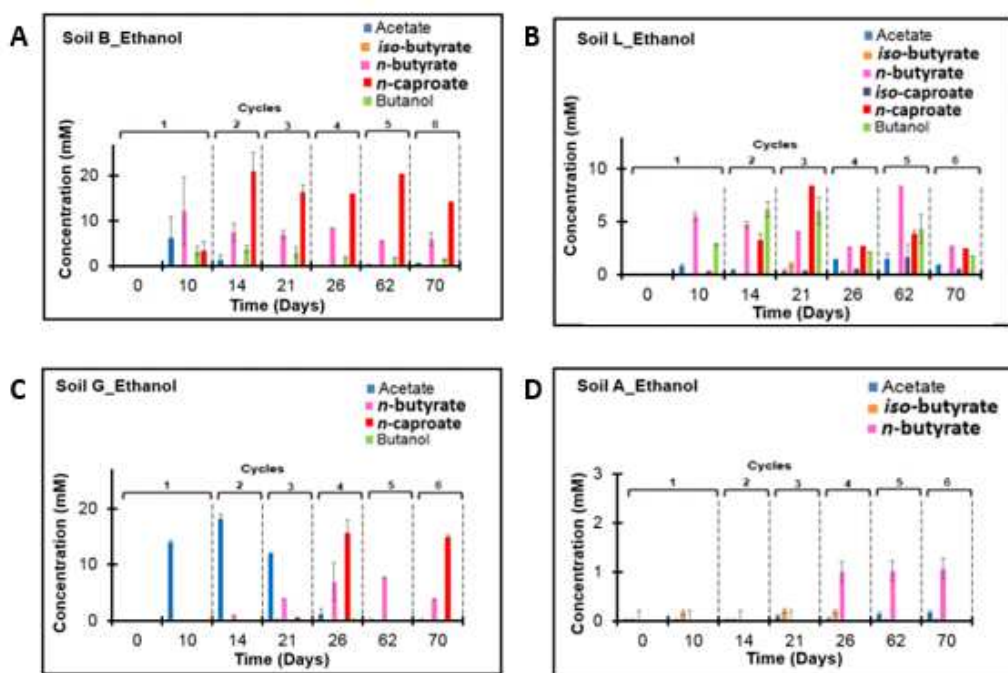 A
Soil B_Ethanol
Acetate
iso-butyrate
n-butyrate
n-caproate
Butanol
Cycles
1 2 3 4 5 6
Concentration (mM)
20
10
0
0 10 14 21 26 62 70
Time (Days)
B
Soil L_Ethanol
Acetate
iso-butyrate
n-butyrate
iso-caproate
n-caproate
Butanol
Cycles
1 2 3 4 5 6
Concentration (mM)
10
5
0
0 10 14 21 26 62 70
Time (Days)
C
Soil G_Ethanol
Acetate
n-butyrate
n-caproate
Butanol
Cycles
1 2 3 4 5 6
Concentration (mM)
20
10
0
0 10 14 21 26 62 70
Time (Days)
D
Soil A_Ethanol
Acetate
iso-butyrate
n-butyrate
Cycles
1 2 3 4 5 6
Concentration (mM)
3
2
1
0
0 10 14 21 26 62 70
Time (Days)